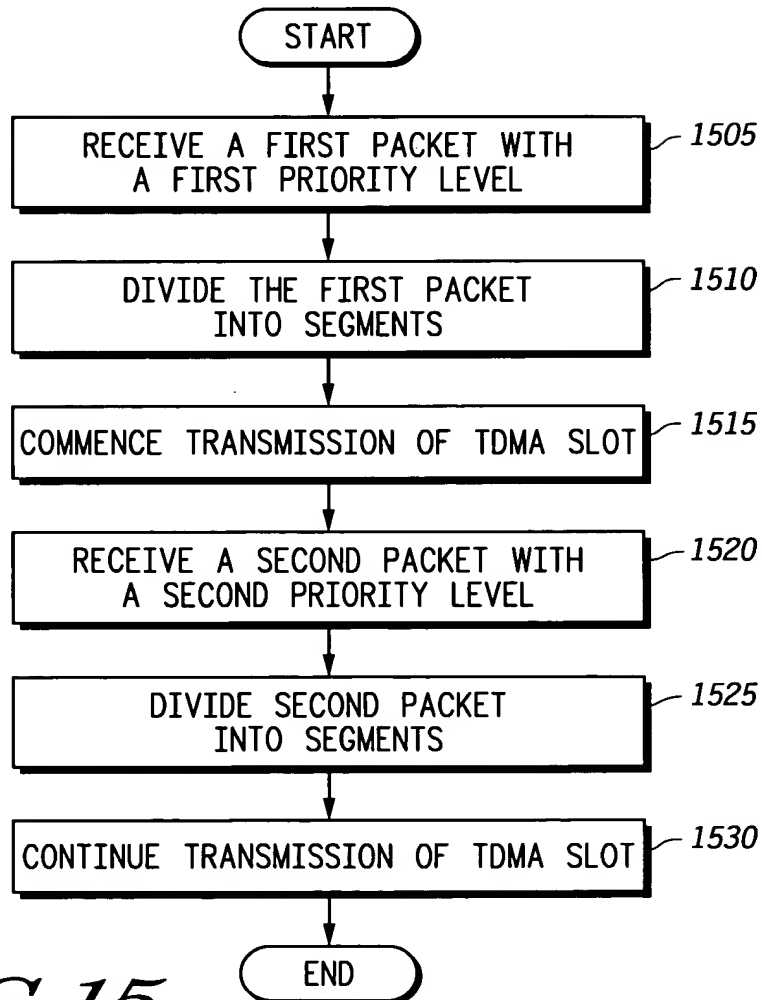 START
RECEIVE A FIRST PACKET WITH
A FIRST PRIORITY LEVEL
1505
DIVIDE THE FIRST PACKET
INTO SEGMENTS
1510
COMMENCE TRANSMISSION OF TDMA SLOT
1515
RECEIVE A SECOND PACKET WITH
A SECOND PRIORITY LEVEL
1520
DIVIDE SECOND PACKET
INTO SEGMENTS
1525
CONTINUE TRANSMISSION OF TDMA SLOT
1530
END